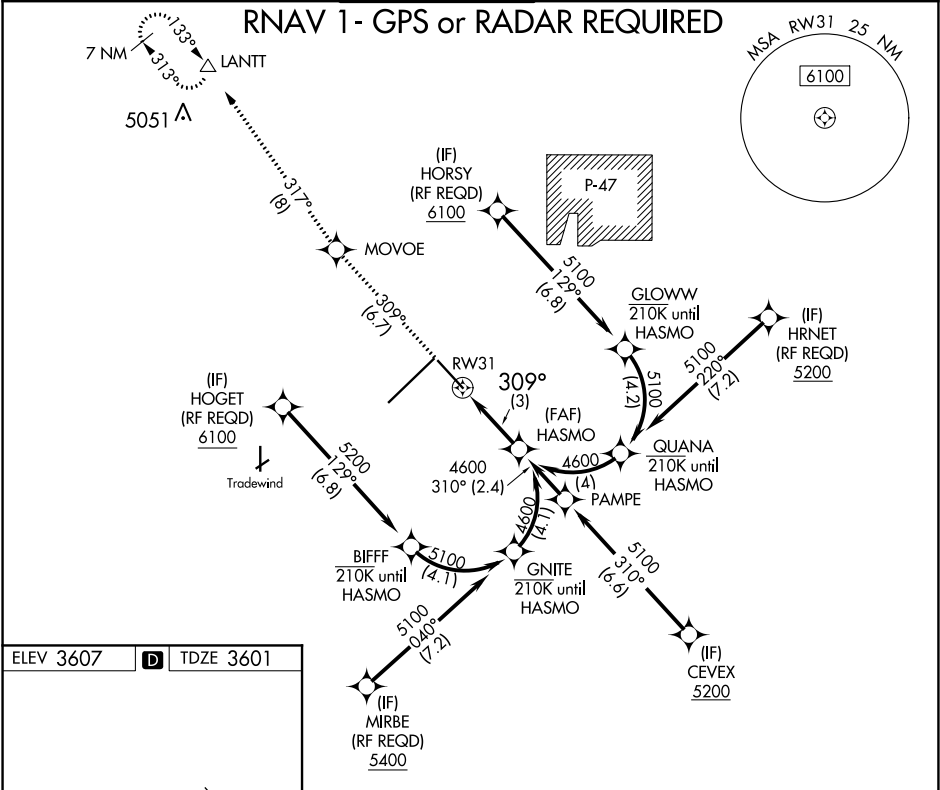 RNAV 1- GPS or RADAR REQUIRED
MSA RW31 25 NM
6100
7 NM
133°
313°
LANTT
5051
317°
(8)
MOVOE
309°
(6.7)
(IF)
HORSY
(RF REQD)
6100
P-47
5100
129°
(6.8)
GLOWW
210K until
HASMO
5100
(4.2)
(IF)
HRNET
(RF REQD)
5200
5100
220°
(7.2)
RW31
309°
(3)
(FAF)
HASMO
QUANA
210K until
HASMO
4600
(4)
4600
310° (2.4)
PAMPE
(IF)
HOGET
(RF REQD)
6100
Tradewind
5200
129°
(6.8)
BIFFF
210K until
HASMO
5100
(4.1)
4600
(4.1)
GNITE
210K until
HASMO
5100
310°
(6.6)
(IF)
CEVEX
5200
5100
040°
(7.2)
(IF)
MIRBE
(RF REQD)
5400
ELEV 3607 D TDZE 3601